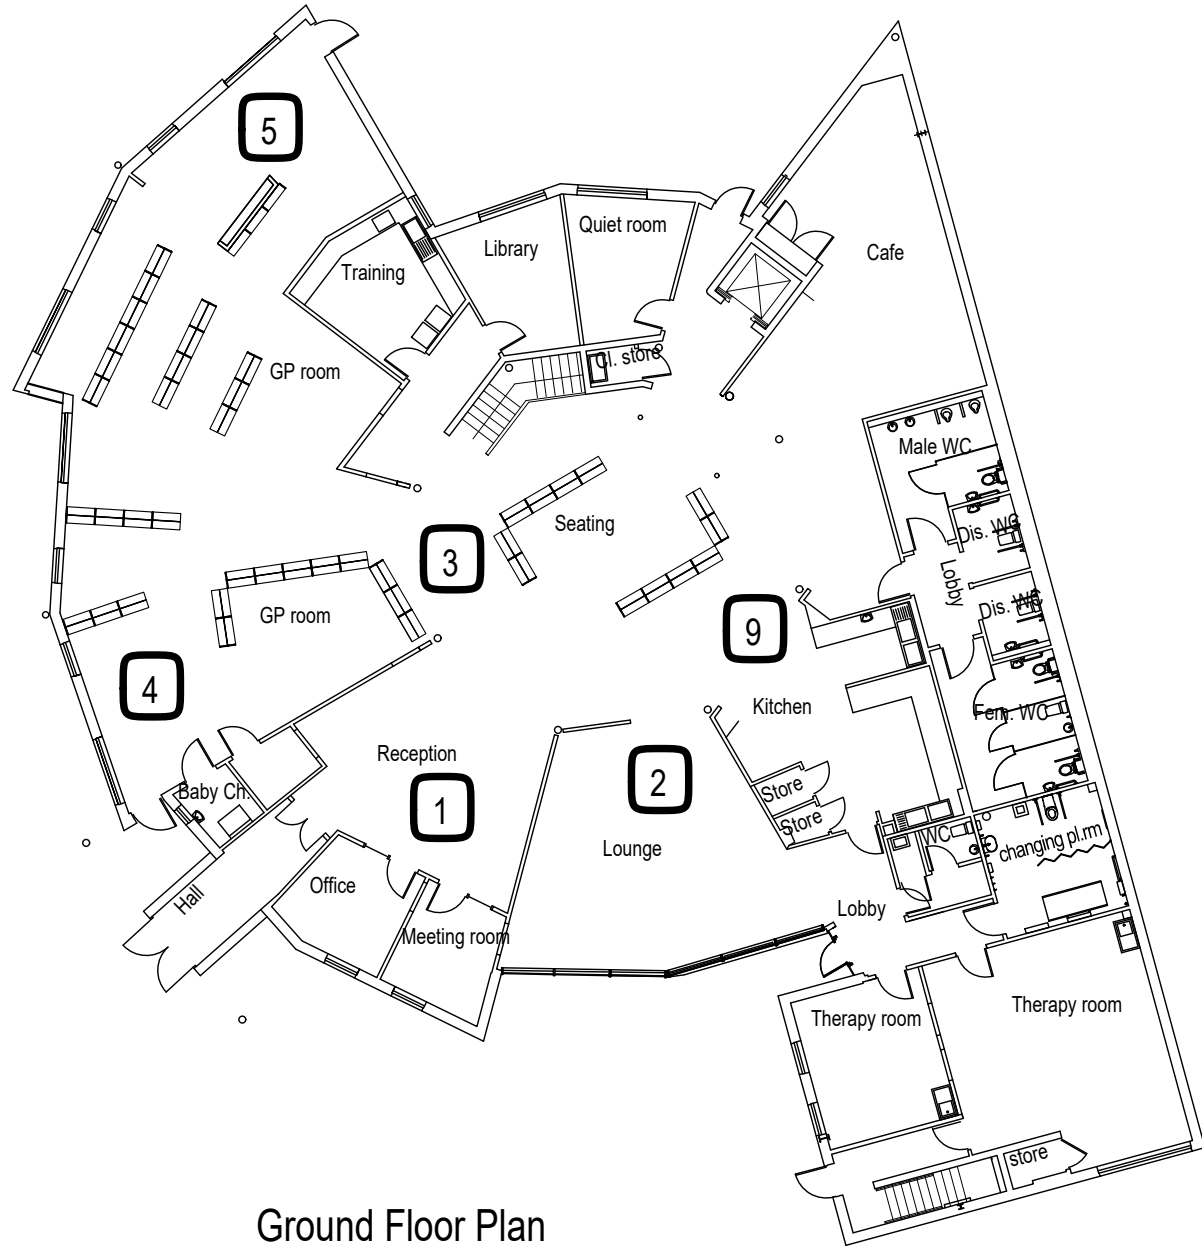 5
Quiet room
Library
Cafe
Training
Cl. store
GP room
Male WC
Seating
Dis. WC
3
Lobby
Dis. WC
GP room
9
4
Kitchen
Fem. WC
Reception
2
Baby Ch.
Store
1
Store
WC
changing pl.rm
Lounge
Office
Hall
Lobby
Meeting room
Therapy room
Therapy room
store
Ground Floor Plan